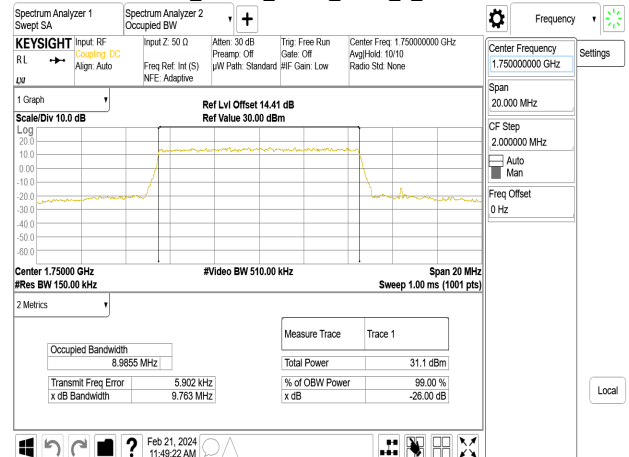 Spectrum Analyzer 1
Swept SA
Spectrum Analyzer 2
Occupied BW
Frequency
KEYSIGHT
RL
Input: RF
Coupling: DC
Align: Auto
Input Z: 50 Ω
Freq Ref: Int (S)
NFE: Adaptive
Atten: 30 dB
Preamp: Off
µW Path: Standard
Trig: Free Run
Gate: Off
#IF Gain: Low
Center Freq: 1.750000000 GHz
Avg|Hold: 10/10
Radio Std: None
Center Frequency
1.750000000 GHz
Settings
Span
20.000 MHz
CF Step
2.000000 MHz
Auto
Man
Freq Offset
0 Hz
Local
1 Graph
Scale/Div 10.0 dB
Ref Lvl Offset 14.41 dB
Ref Value 30.00 dBm
Log
20.0
10.0
0.00
-10.0
-20.0
-30.0
-40.0
-50.0
-60.0
Center 1.75000 GHz
#Video BW 510.00 kHz
Span 20 MHz
#Res BW 150.00 kHz
Sweep 1.00 ms (1001 pts)
2 Metrics
Measure Trace
Trace 1
Occupied Bandwidth
8.9855 MHz
Total Power
31.1 dBm
Transmit Freq Error
5.902 kHz
% of OBW Power
99.00 %
x dB Bandwidth
9.763 MHz
x dB
-26.00 dB
?
Feb 21, 2024
11:49:22 AM